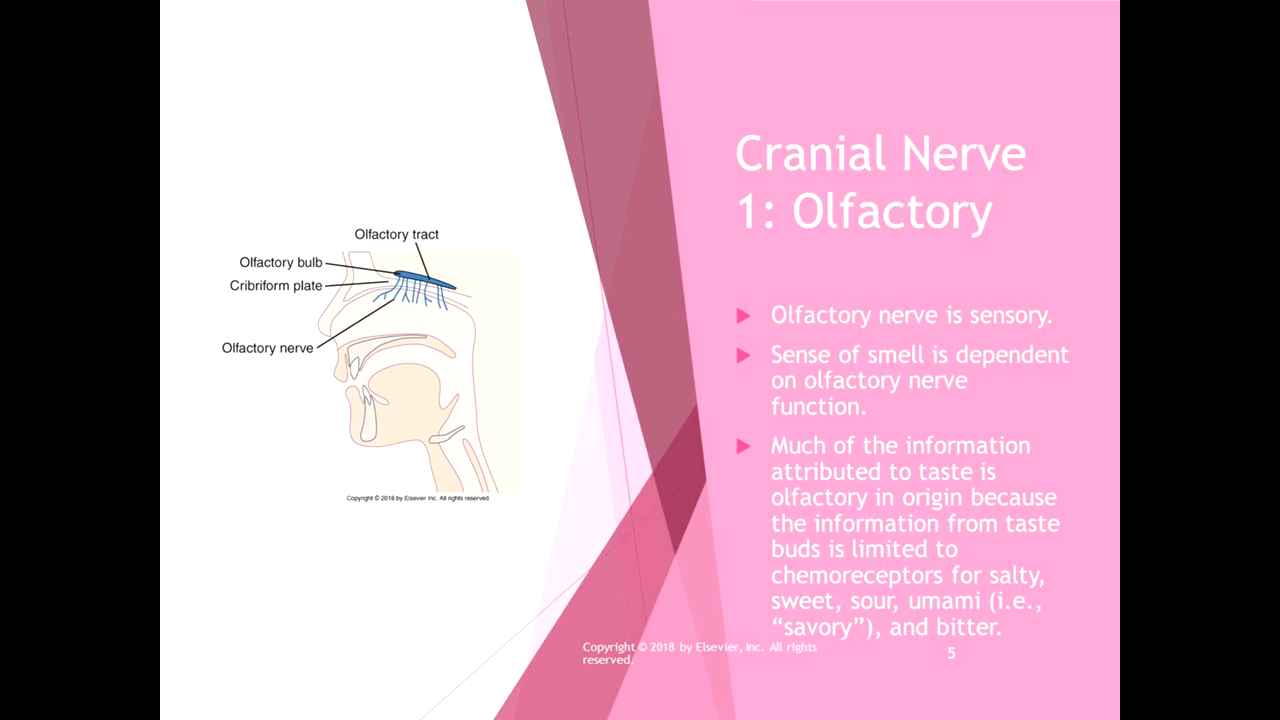 Cranial Nerve
1: Olfactory
Olfactory tract
Olfactory bulb
Cribriform plate
Olfactory nerve
Copyright © 2018 by Elsevier Inc. All rights reserved.
Olfactory nerve is sensory.
Sense of smell is dependent
on olfactory nerve
function.
Much of the information
attributed to taste is
olfactory in origin because
the information from taste
buds is limited to
chemoreceptors for salty,
sweet, sour, umami (i.e.,
“savory”), and bitter.
Copyright © 2018 by Elsevier, Inc. All rights
reserved.
5